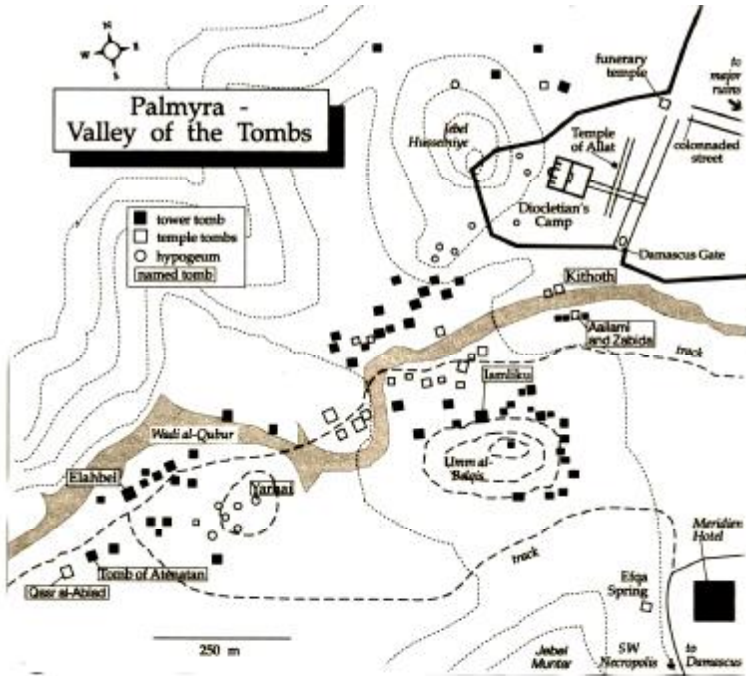 N
W
E
S
Palmyra -
Valley of the Tombs
tower tomb
temple tombs
hypogeum
named tomb
Jebel
Husseiniye
funerary
temple
to
major
ruins
Temple
of Allat
colonnaded
street
Diocletian's
Camp
Damascus Gate
Kithoth
Aailami
and Zabida
track
Iamliku
Wadi al-Qubur
Umm al-
Belqis
Elahbel
Yarhai
Tomb of Atenatan
Qasr al-Abiad
track
Meridien
Hotel
Efqa
Spring
250 m
Jebel
Muntar
SW
Necropolis
to
Damascus